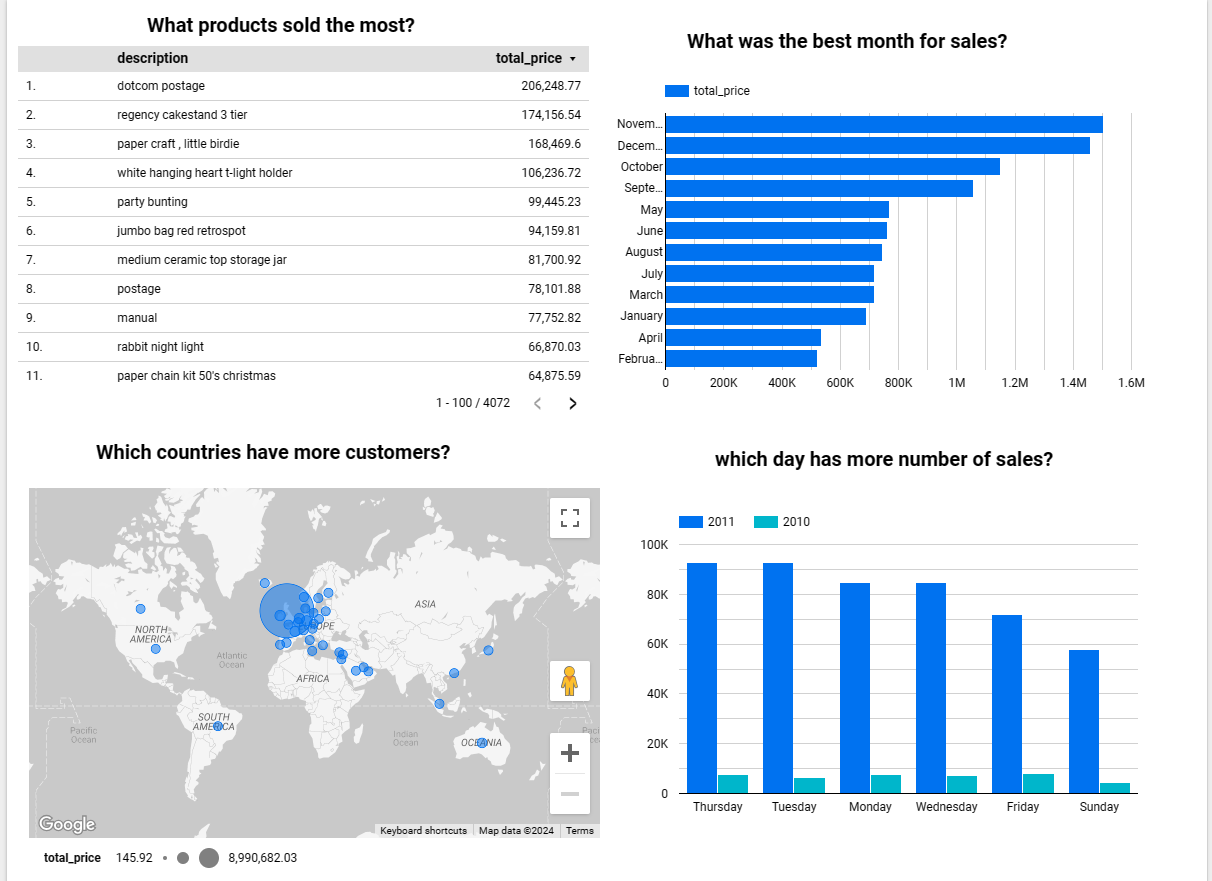 What products sold the most?
description total_price
1. dotcom postage 206,248.77
2. regency cakestand 3 tier 174,156.54
3. paper craft , little birdie 168,469.6
4. white hanging heart t-light holder 106,236.72
5. party bunting 99,445.23
6. jumbo bag red retrospot 94,159.81
7. medium ceramic top storage jar 81,700.92
8. postage 78,101.88
9. manual 77,752.82
10. rabbit night light 66,870.03
11. paper chain kit 50's christmas 64,875.59
1 - 100 / 4072
What was the best month for sales?
total_price
Novem...
Decem...
October
Septe...
May
June
August
July
March
January
April
Februa...
0 200K 400K 600K 800K 1M 1.2M 1.4M 1.6M
Which countries have more customers?
ASIA
NORTH
AMERICA
Atlantic
Ocean
AFRICA
SOUTH
AMERICA
Pacific
Ocean
Indian
Ocean
OCEANIA
Google
Keyboard shortcuts Map data ©2024 Terms
total_price 145.92 8,990,682.03
which day has more number of sales?
2011 2010
100K
80K
60K
40K
20K
0
Thursday Tuesday Monday Wednesday Friday Sunday